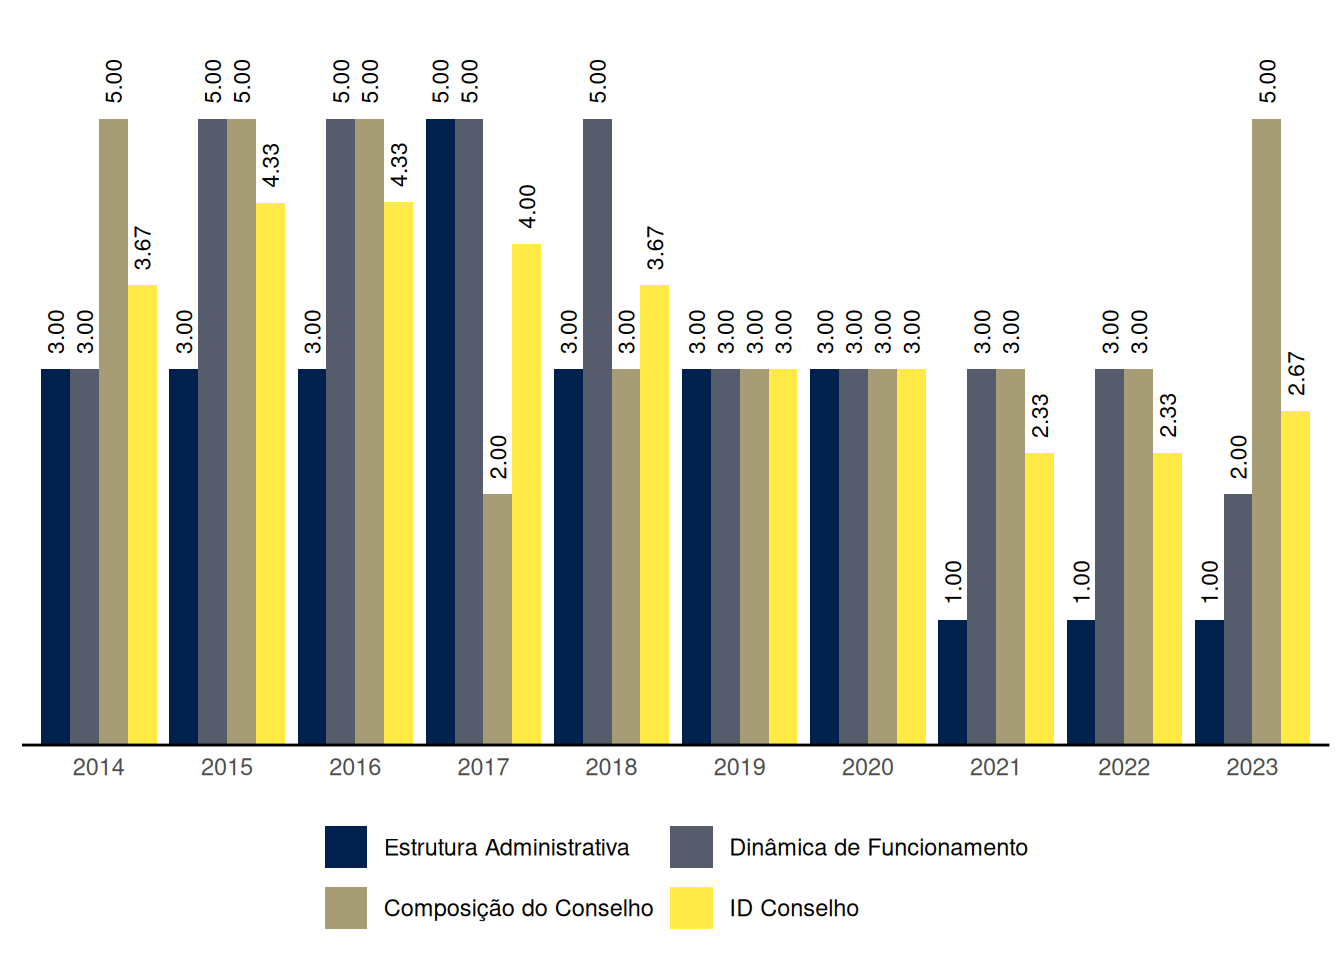 3.00 3.00 5.00 3.67
3.00 5.00 5.00 4.33
3.00 5.00 5.00 4.33
5.00 5.00 2.00 4.00
3.00 5.00 3.00 3.67
3.00 3.00 3.00 3.00
3.00 3.00 3.00 3.00
1.00 3.00 3.00 2.33
1.00 3.00 3.00 2.33
1.00 2.00 5.00 2.67
2014 2015 2016 2017 2018 2019 2020 2021 2022 2023
Estrutura Administrativa Dinâmica de Funcionamento
Composição do Conselho ID Conselho